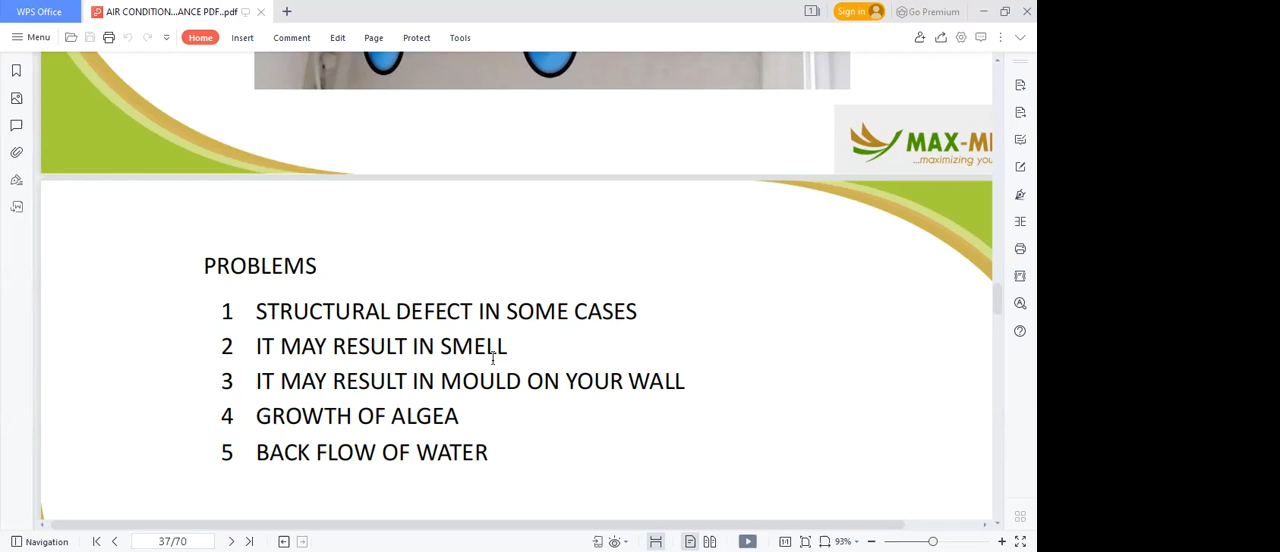 WPS Office
AIR CONDITION...ANCE PDF..pdf
1
Sign in
Go Premium
Menu
Home
Insert
Comment
Edit
Page
Protect
Tools
MAX-MI
...maximizing you
PROBLEMS
1 STRUCTURAL DEFECT IN SOME CASES
2 IT MAY RESULT IN SMELL
3 IT MAY RESULT IN MOULD ON YOUR WALL
4 GROWTH OF ALGEA
5 BACK FLOW OF WATER
Navigation
37/70
93%